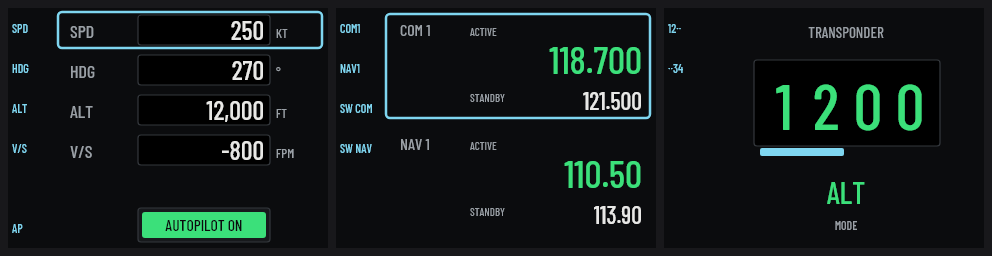 SPD SPD 250 KT
HDG HDG 270 °
ALT ALT 12,000 FT
V/S V/S -800 FPM
AP AUTOPILOT ON
COM1 COM 1 ACTIVE
118.700
NAV1
SW COM STANDBY 121.500
SW NAV NAV 1 ACTIVE
110.50
STANDBY 113.90
12-- TRANSPONDER
--34
1200
ALT
MODE